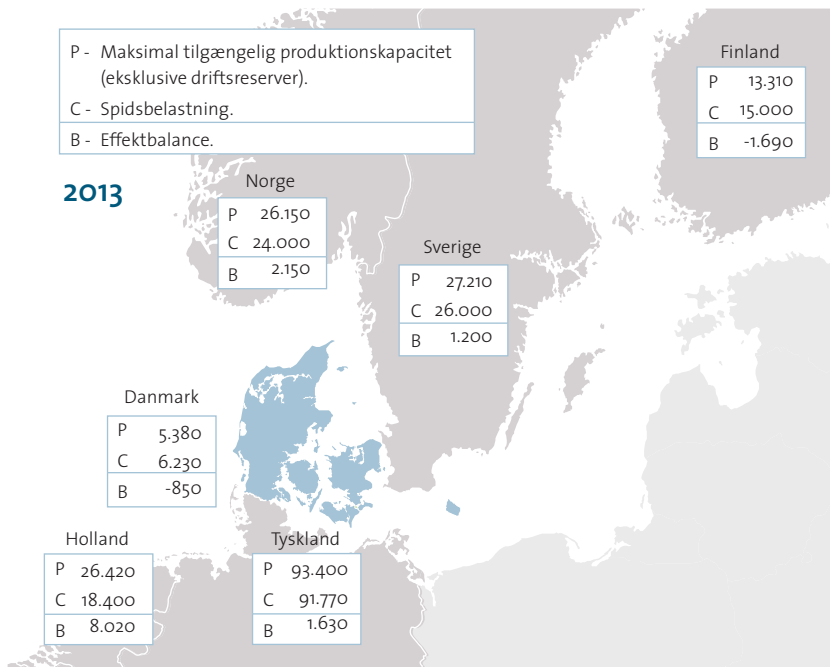 P - Maksimal tilgængelig produktionskapacitet
(eksklusive driftsreserver).
C - Spidsbelastning.
B - Effektbalance.
2013
Finland
P 13.310
C 15.000
B -1.690
Norge
P 26.150
C 24.000
B 2.150
Sverige
P 27.210
C 26.000
B 1.200
Danmark
P 5.380
C 6.230
B -850
Holland
P 26.420
C 18.400
B 8.020
Tyskland
P 93.400
C 91.770
B 1.630